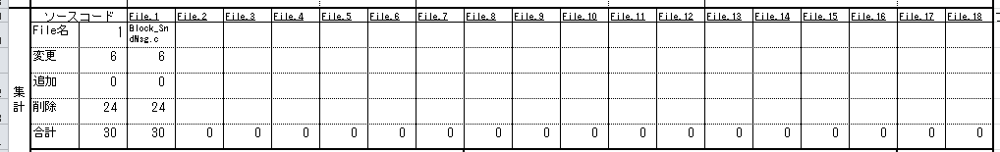 ソースコード File.1 File.2 File.3 File.4 File.5 File.6 File.7 File.8 File.9 File.10 File.11 File.12 File.13 File.14 File.15 File.16 File.17 File.18
File名 1 Block_Sn
dMsg.c
変更 6 6
追加 0 0
集計
削除 24 24
合計 30 30 0 0 0 0 0 0 0 0 0 0 0 0 0 0 0 0 0